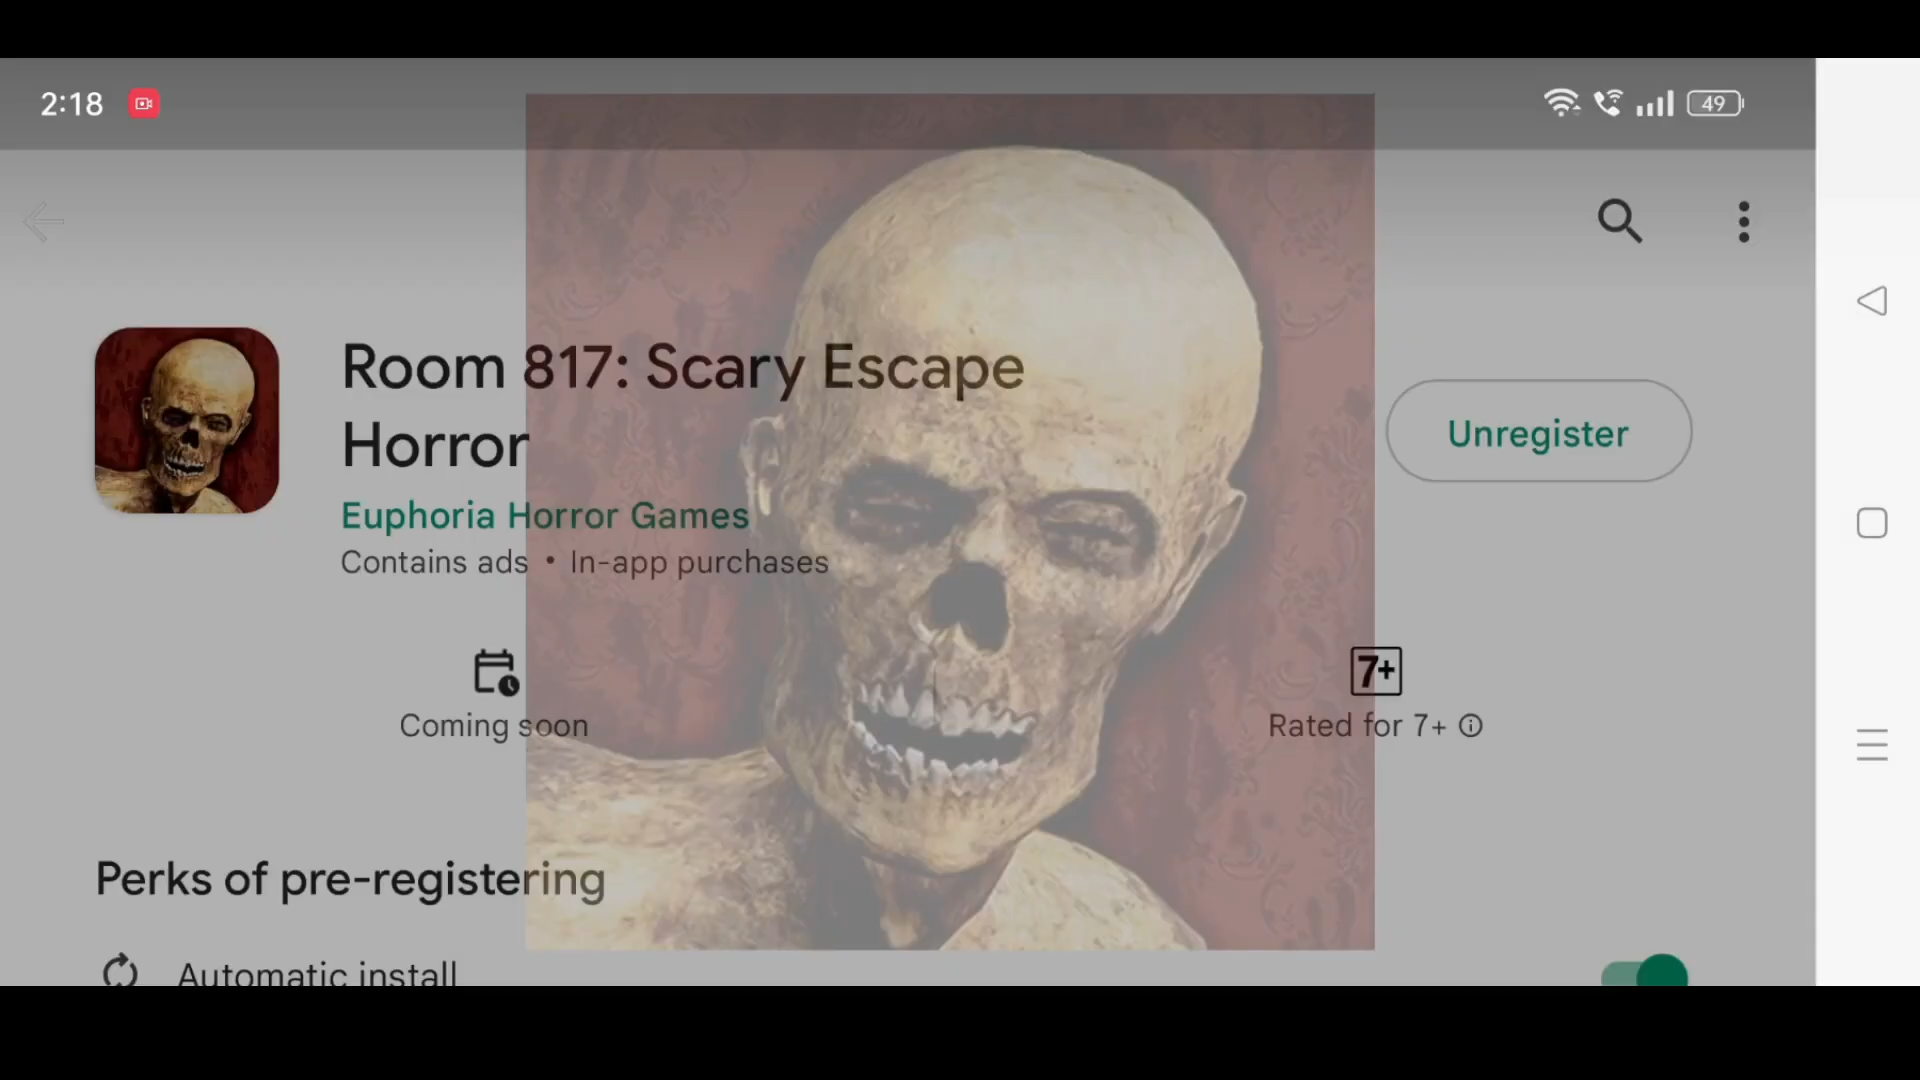 2:18
49
Room 817: Scary Escape
Horror
Unregister
Euphoria Horror Games
Contains ads • In-app purchases
7+
Coming soon
Rated for 7+
Perks of pre-registering
Automatic install